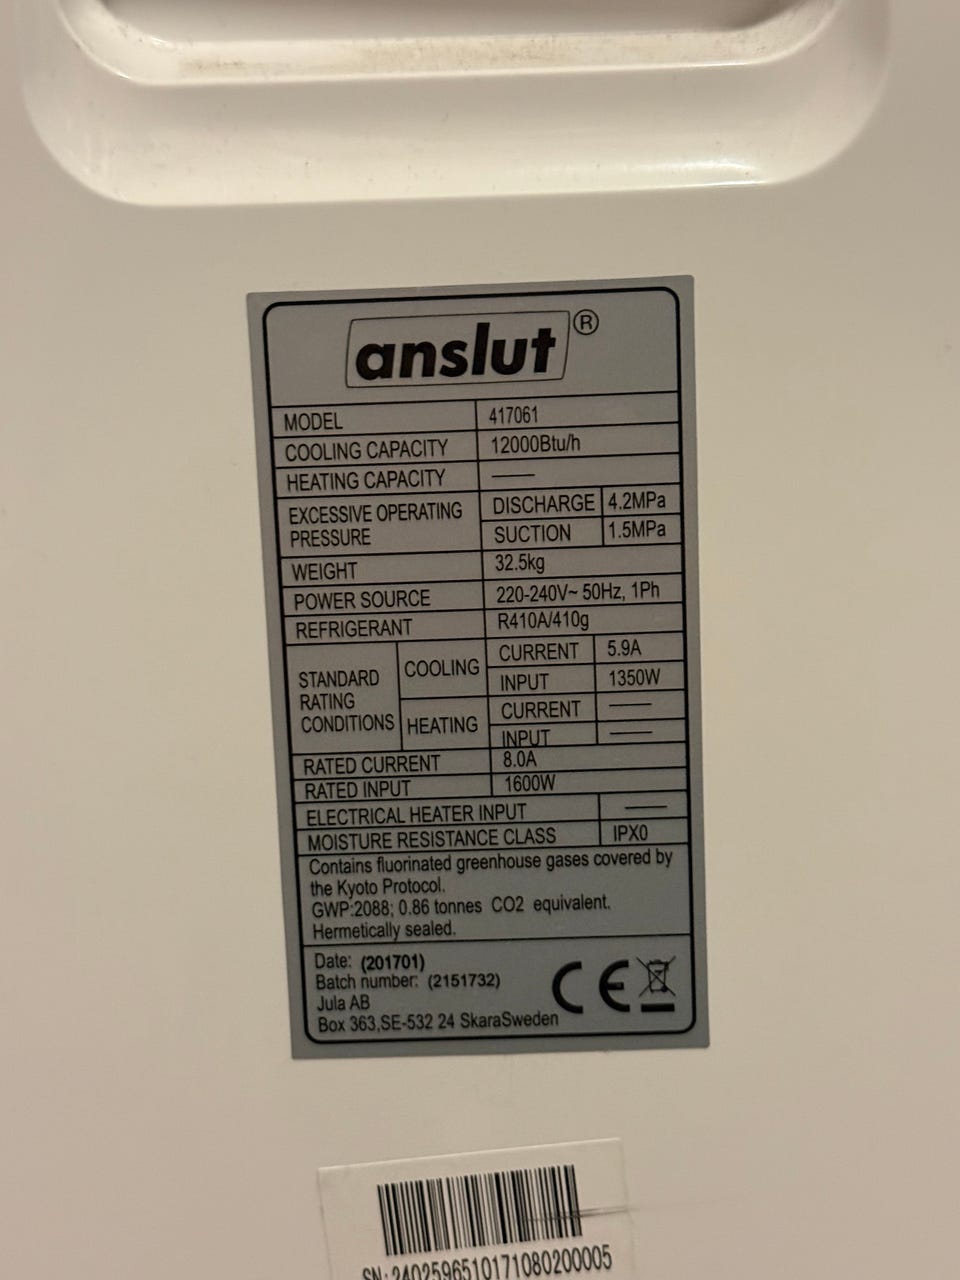 anslut®
MODEL 417061
COOLING CAPACITY 12000Btu/h
HEATING CAPACITY ——
EXCESSIVE OPERATING PRESSURE DISCHARGE 4.2MPa
SUCTION 1.5MPa
WEIGHT 32.5kg
POWER SOURCE 220-240V~ 50Hz, 1Ph
REFRIGERANT R410A/410g
STANDARD RATING CONDITIONS COOLING CURRENT 5.9A
INPUT 1350W
HEATING CURRENT ——
INPUT ——
RATED CURRENT 8.0A
RATED INPUT 1600W
ELECTRICAL HEATER INPUT ——
MOISTURE RESISTANCE CLASS IPX0
Contains fluorinated greenhouse gases covered by
the Kyoto Protocol.
GWP:2088; 0.86 tonnes CO2 equivalent.
Hermetically sealed.
Date: (201701)
Batch number: (2151732)
Jula AB
Box 363,SE-532 24 SkaraSweden
CE
SN:2402596510171080200005